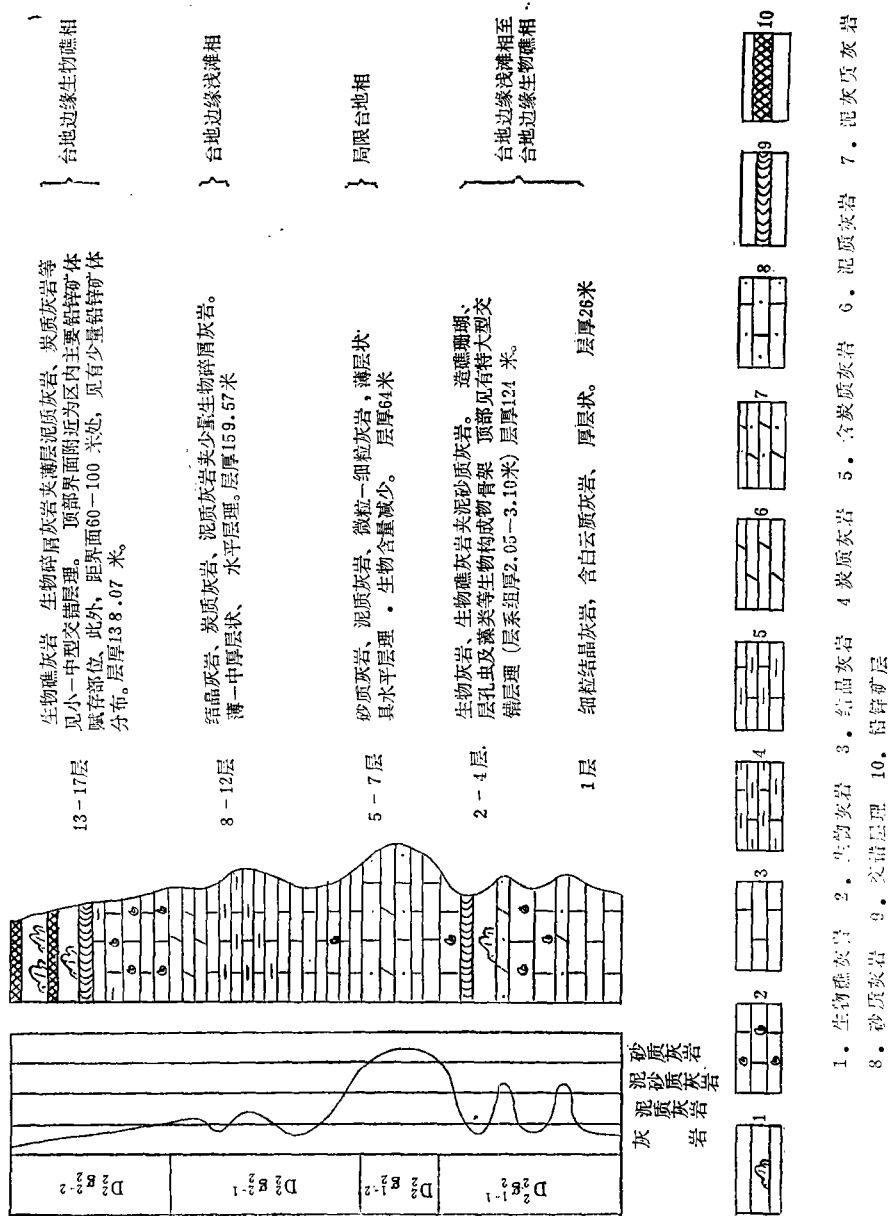 13-17层
生物礁灰岩 生物碎屑灰岩夹薄层泥质灰岩、炭质灰岩等
见小一中型交错层理。 顶部界面附近为区内主要铅锌矿体
赋存部位、此外，距界面60-100 米处，见有少量铅锌矿体
分布。层厚138.07 米。
台地边缘生物礁相
8-12层
结晶灰岩、炭质灰岩、泥质灰岩夹少量生物碎屑灰岩。
薄一中厚层状、 水平层理。层厚159.57米
台地边缘浅滩相
5-7层
砂质灰岩、泥质灰岩、微粒一细粒灰岩，薄层状
具水平层理 。生物含量减少。 层厚64米
局限台地相
2-4层.
生物灰岩、生物礁灰岩夹泥砂质灰岩。 造礁珊瑚、
层孔虫及藻类等生物构成物骨架 顶部见有特大型交
错层理（层系组厚2.05-3.10米）层厚124 米。
台地边缘浅滩相至
台地边缘生物礁相
1层
细粒结晶灰岩，含白云质灰岩、 厚层状。 层厚26米
灰岩
泥质灰岩
泥砂质灰岩
砂质灰岩
D₂²g₂²⁻²
D₂²g₂²⁻¹
D₂²g₂¹⁻²
D₂²g₂¹⁻¹
1 2 3 4 5 6 7 8 9 10
1．生物礁灰岩 2．生物灰岩 3．结晶灰岩 4 炭质灰岩 5．含炭质灰岩 6．泥质灰岩 7．泥灰质灰岩
8．砂质灰岩 9．交错层理 10．铅锌矿层